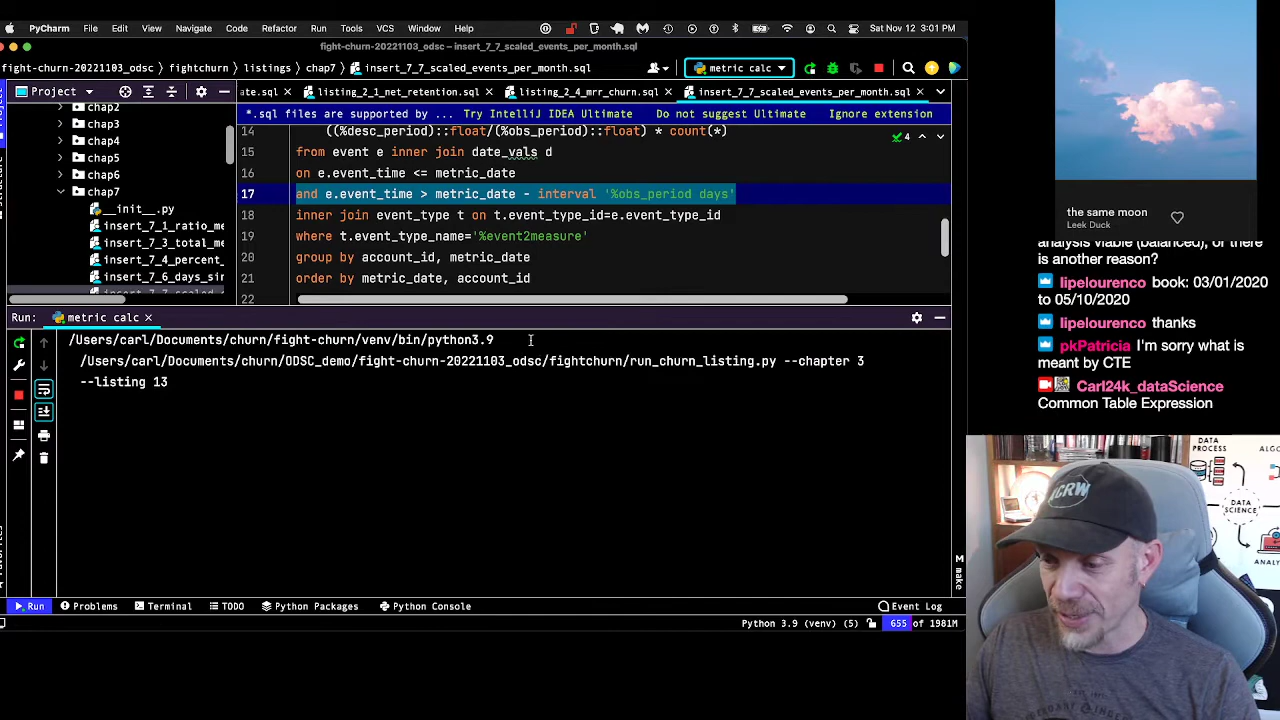 PyCharm File Edit View Navigate Code Refactor Run Tools VCS Window Help Sat Nov 12 3:01 PM
fight-churn-20221103_odsc – insert_7_7_scaled_events_per_month.sql
fight-churn-20221103_odsc fightchurn listings chap7 insert_7_7_scaled_events_per_month.sql metric calc
Project
ate.sql listing_2_1_net_retention.sql listing_2_4_mrr_churn.sql insert_7_7_scaled_events_per_month.sql
*.sql files are supported by ... Try IntelliJ IDEA Ultimate Do not suggest Ultimate Ignore extension
chap2
chap3
chap4
chap5
chap6
chap7
__init__.py
insert_7_1_ratio_me
insert_7_3_total_me
insert_7_4_percent_
insert_7_6_days_sin
14 ((%desc_period)::float/(%obs_period)::float) * count(*)
4
15 from event e inner join date_vals d
16 on e.event_time <= metric_date
17 and e.event_time > metric_date - interval '%obs_period days'
18 inner join event_type t on t.event_type_id=e.event_type_id
19 where t.event_type_name='%event2measure'
20 group by account_id, metric_date
21 order by metric_date, account_id
22
Run: metric calc
/Users/carl/Documents/churn/fight-churn/venv/bin/python3.9
/Users/carl/Documents/churn/ODSC_demo/fight-churn-20221103_odsc/fightchurn/run_churn_listing.py --chapter 3
--listing 13
make
Run Problems Terminal TODO Python Packages Python Console Event Log
Python 3.9 (venv) (5) 655 of 1981M
the same moon
Leek Duck
analysis viable (balanced), or there
is another reason?
lipelourenco book: 03/01/2020
to 05/10/2020
lipelourenco thanks
pkPatricia I'm sorry what is
meant by CTE
Carl24k_dataScience
Common Table Expression
DATA
PROCESS
DATA
SCIENCE
KCRW